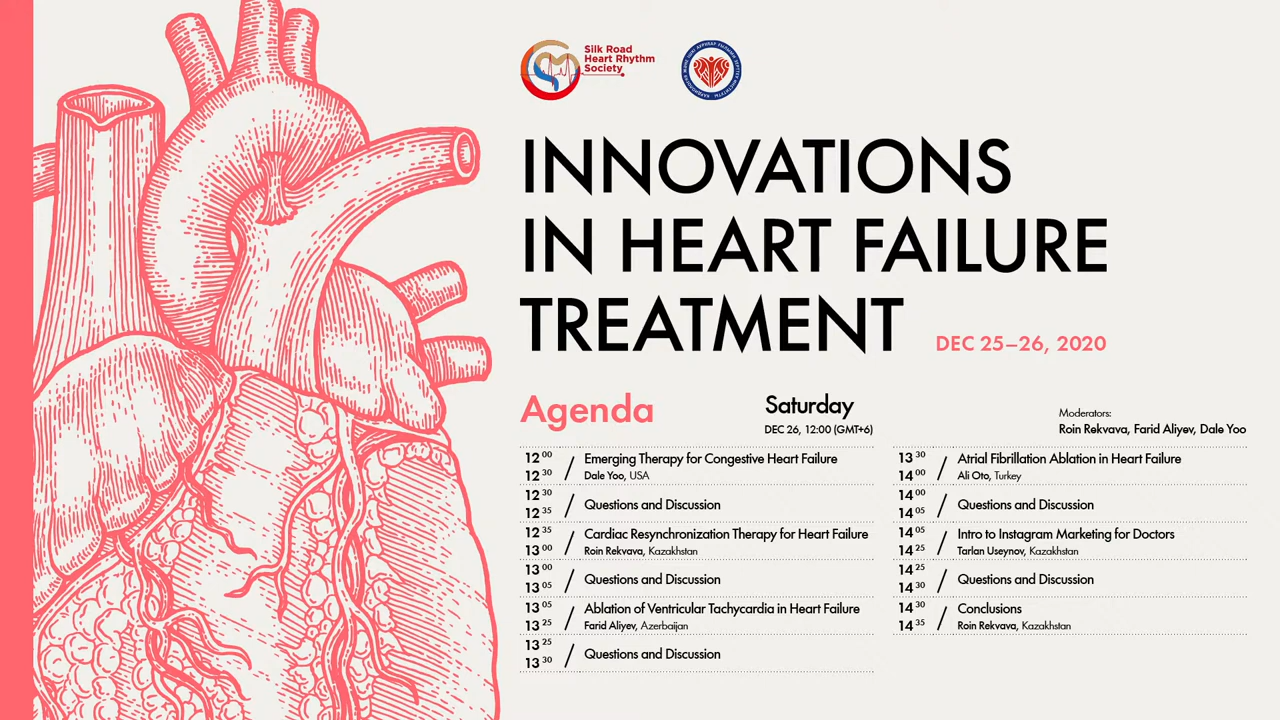 Silk Road
Heart Rhythm
Society
INNOVATIONS
IN HEART FAILURE
TREATMENT
DEC 25–26, 2020
Agenda
Saturday
DEC 26, 12:00 (GMT+6)
Moderators:
Roin Rekvava, Farid Aliyev, Dale Yoo
12 00 / Emerging Therapy for Congestive Heart Failure
12 30 Dale Yoo, USA
12 30
12 35 / Questions and Discussion
12 35 / Cardiac Resynchronization Therapy for Heart Failure
13 00 Roin Rekvava, Kazakhstan
13 00
13 05 / Questions and Discussion
13 05 / Ablation of Ventricular Tachycardia in Heart Failure
13 25 Farid Aliyev, Azerbaijan
13 25
13 30 / Questions and Discussion
13 30 / Atrial Fibrillation Ablation in Heart Failure
14 00 Ali Oto, Turkey
14 00
14 05 / Questions and Discussion
14 05 / Intro to Instagram Marketing for Doctors
14 25 Tarlan Useynov, Kazakhstan
14 25
14 30 / Questions and Discussion
14 30 / Conclusions
14 35 Roin Rekvava, Kazakhstan